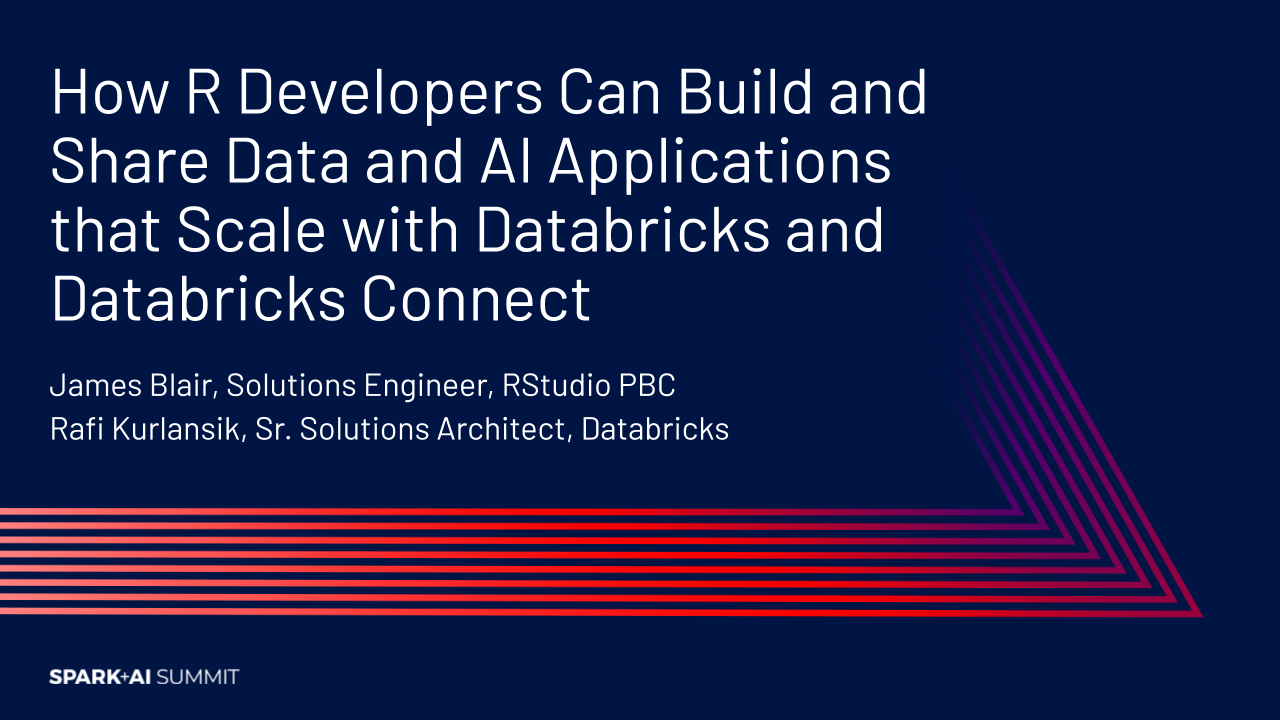 How R Developers Can Build and
Share Data and AI Applications
that Scale with Databricks and
Databricks Connect
James Blair, Solutions Engineer, RStudio PBC
Rafi Kurlansik, Sr. Solutions Architect, Databricks
SPARK+AI SUMMIT